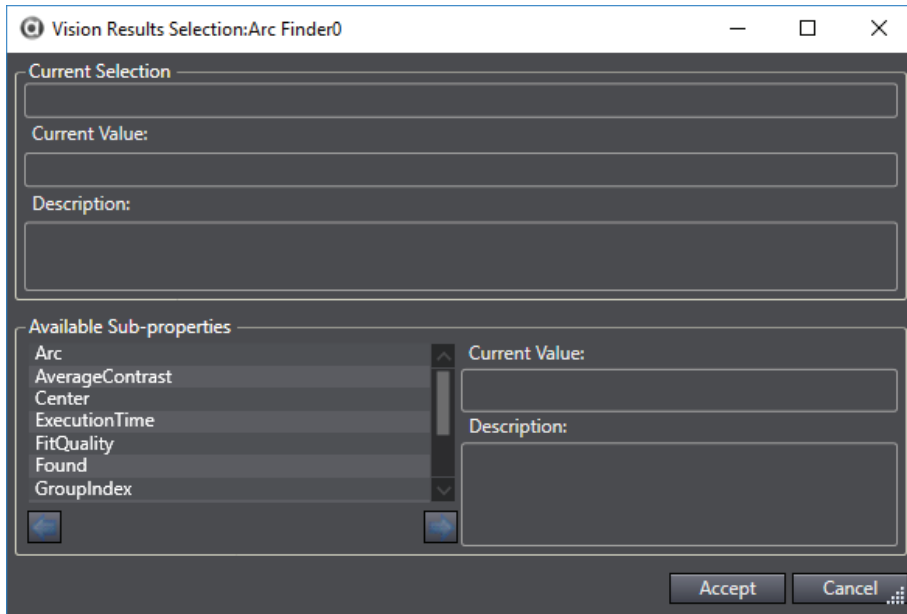 Vision Results Selection:Arc Finder0
Current Selection
Current Value:
Description:
Available Sub-properties
Arc
AverageContrast
Center
ExecutionTime
FitQuality
Found
GroupIndex
Current Value:
Description:
Accept
Cancel